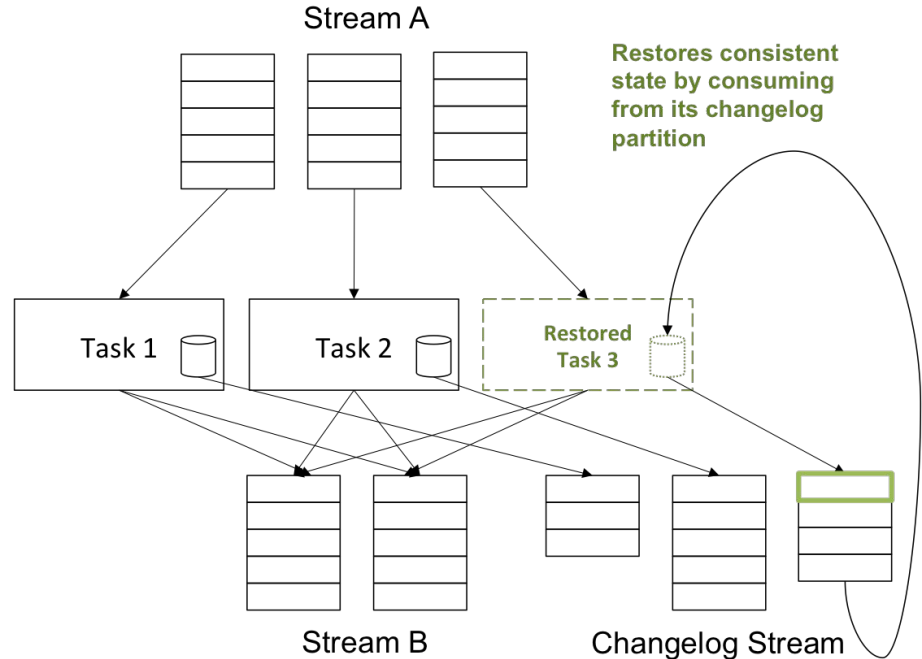 Stream A
Restores consistent
state by consuming
from its changelog
partition
Task 1
Task 2
Restored
Task 3
Stream B
Changelog Stream